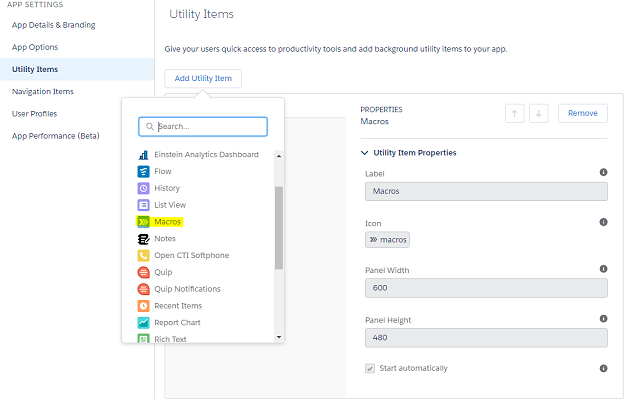 APP SETTINGS
App Details & Branding
App Options
Utility Items
Navigation Items
User Profiles
App Performance (Beta)
Utility Items
Give your users quick access to productivity tools and add background utility items to your app.
Add Utility Item
Search...
Einstein Analytics Dashboard
Flow
History
List View
Macros
Notes
Open CTI Softphone
Quip
Quip Notifications
Recent Items
Report Chart
Rich Text
PROPERTIES
Macros
Remove
Utility Item Properties
Label
Macros
Icon
macros
Panel Width
600
Panel Height
480
Start automatically